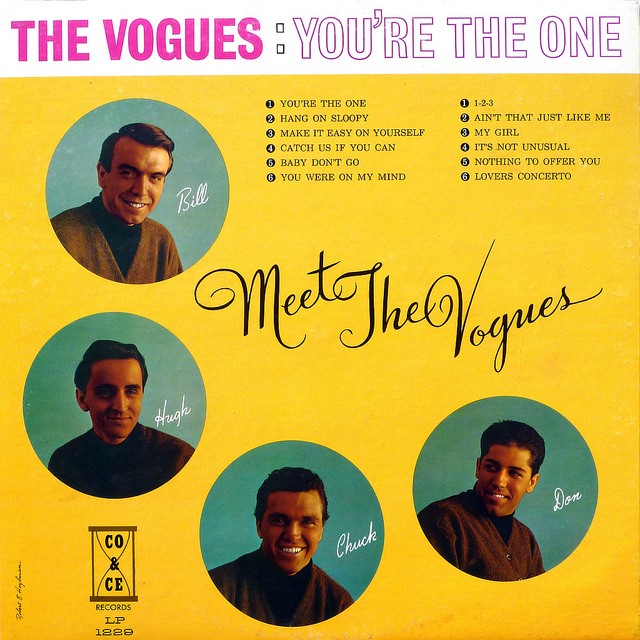 THE VOGUES : YOU'RE THE ONE
1 YOU'RE THE ONE
2 HANG ON SLOOPY
3 MAKE IT EASY ON YOURSELF
4 CATCH US IF YOU CAN
5 BABY DON'T GO
6 YOU WERE ON MY MIND
1 1-2-3
2 AIN'T THAT JUST LIKE ME
3 MY GIRL
4 IT'S NOT UNUSUAL
5 NOTHING TO OFFER YOU
6 LOVERS CONCERTO
Bill
Meet The Vogues
Hugh
Chuck
Don
CO
&
CE
RECORDS
LP
1229